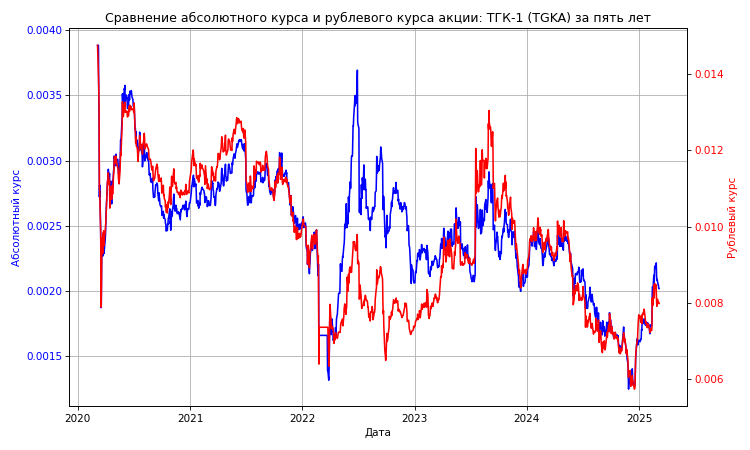 Сравнение абсолютного курса и рублевого курса акции: ТГК-1 (TGKA) за пять лет
0.0040
0.0035
0.0030
0.0025
0.0020
0.0015
Абсолютный курс
0.014
0.012
0.010
0.008
0.006
Рублевый курс
2020 2021 2022 2023 2024 2025
Дата